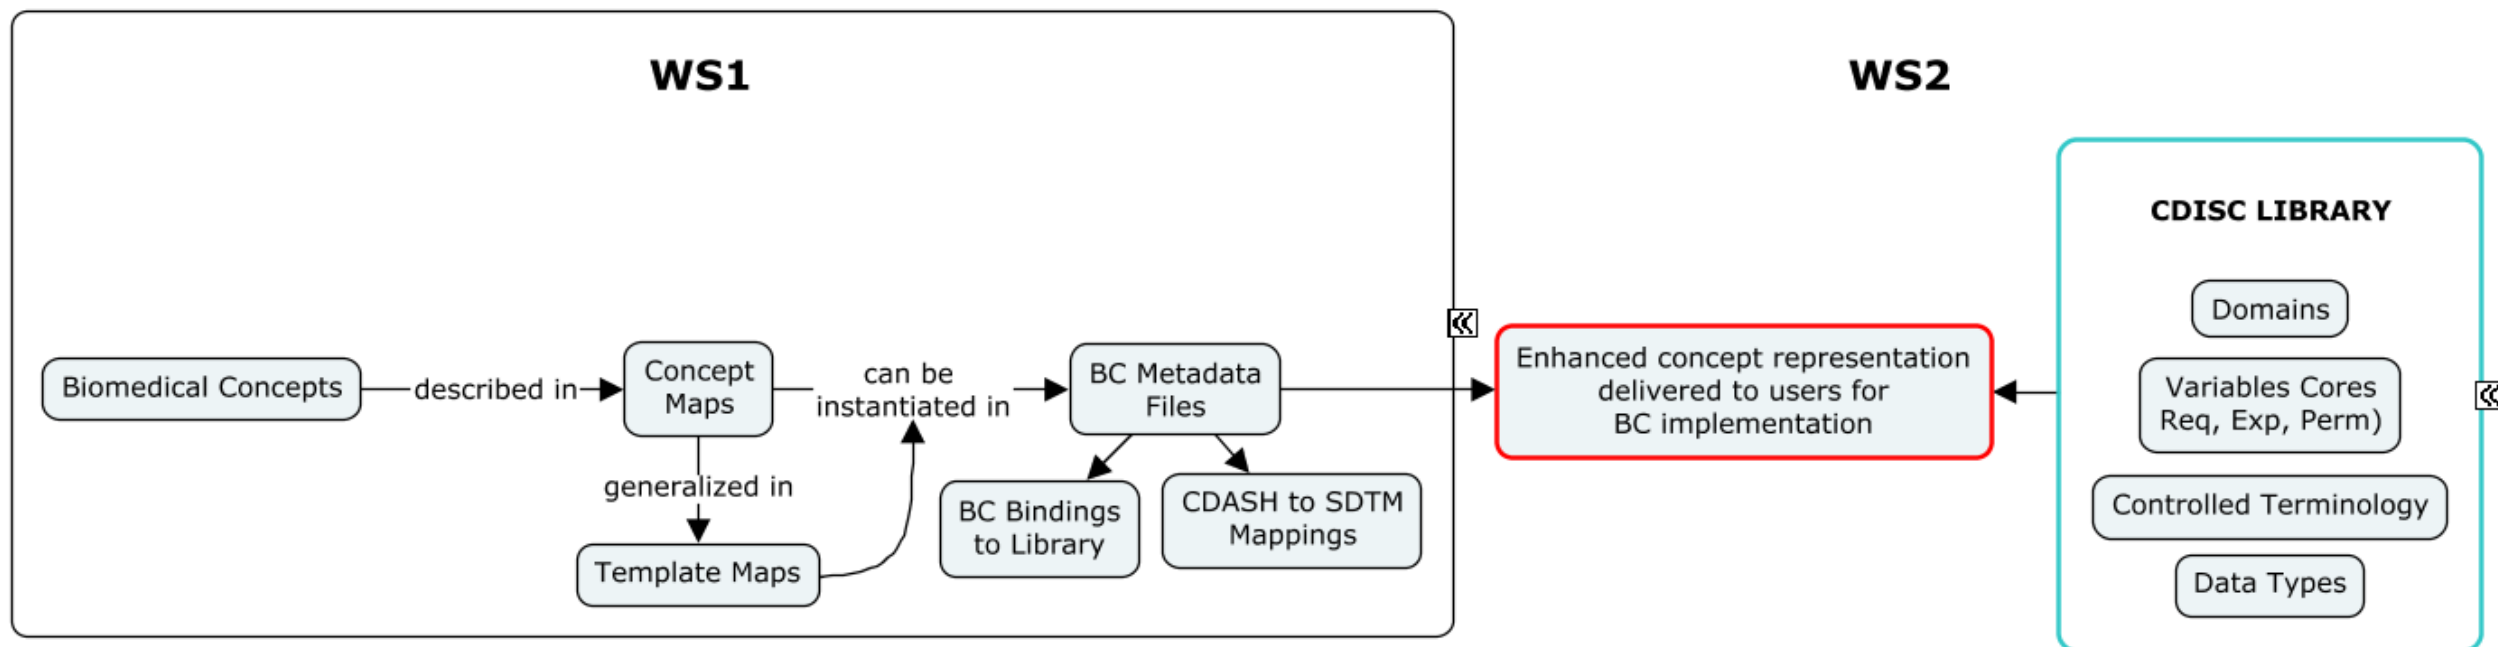 WS1
WS2
CDISC LIBRARY
Domains
Variables Cores
Req, Exp, Perm)
Controlled Terminology
Data Types
Biomedical Concepts
described in
Concept
Maps
can be
instantiated in
BC Metadata
Files
Enhanced concept representation
delivered to users for
BC implementation
generalized in
Template Maps
BC Bindings
to Library
CDASH to SDTM
Mappings